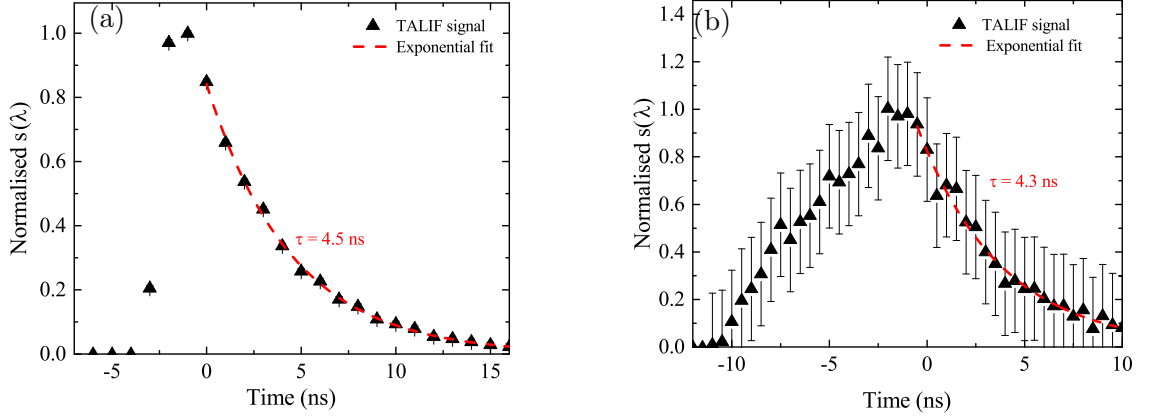 (a)
TALIF signal
Exponential fit
τ = 4.5 ns
Normalised s(λ)
1.0
0.8
0.6
0.4
0.2
0.0
-5
0
5
10
15
Time (ns)
(b)
TALIF signal
Exponential fit
τ = 4.3 ns
Normalised s(λ)
1.4
1.2
1.0
0.8
0.6
0.4
0.2
0.0
-10
-5
0
5
10
Time (ns)